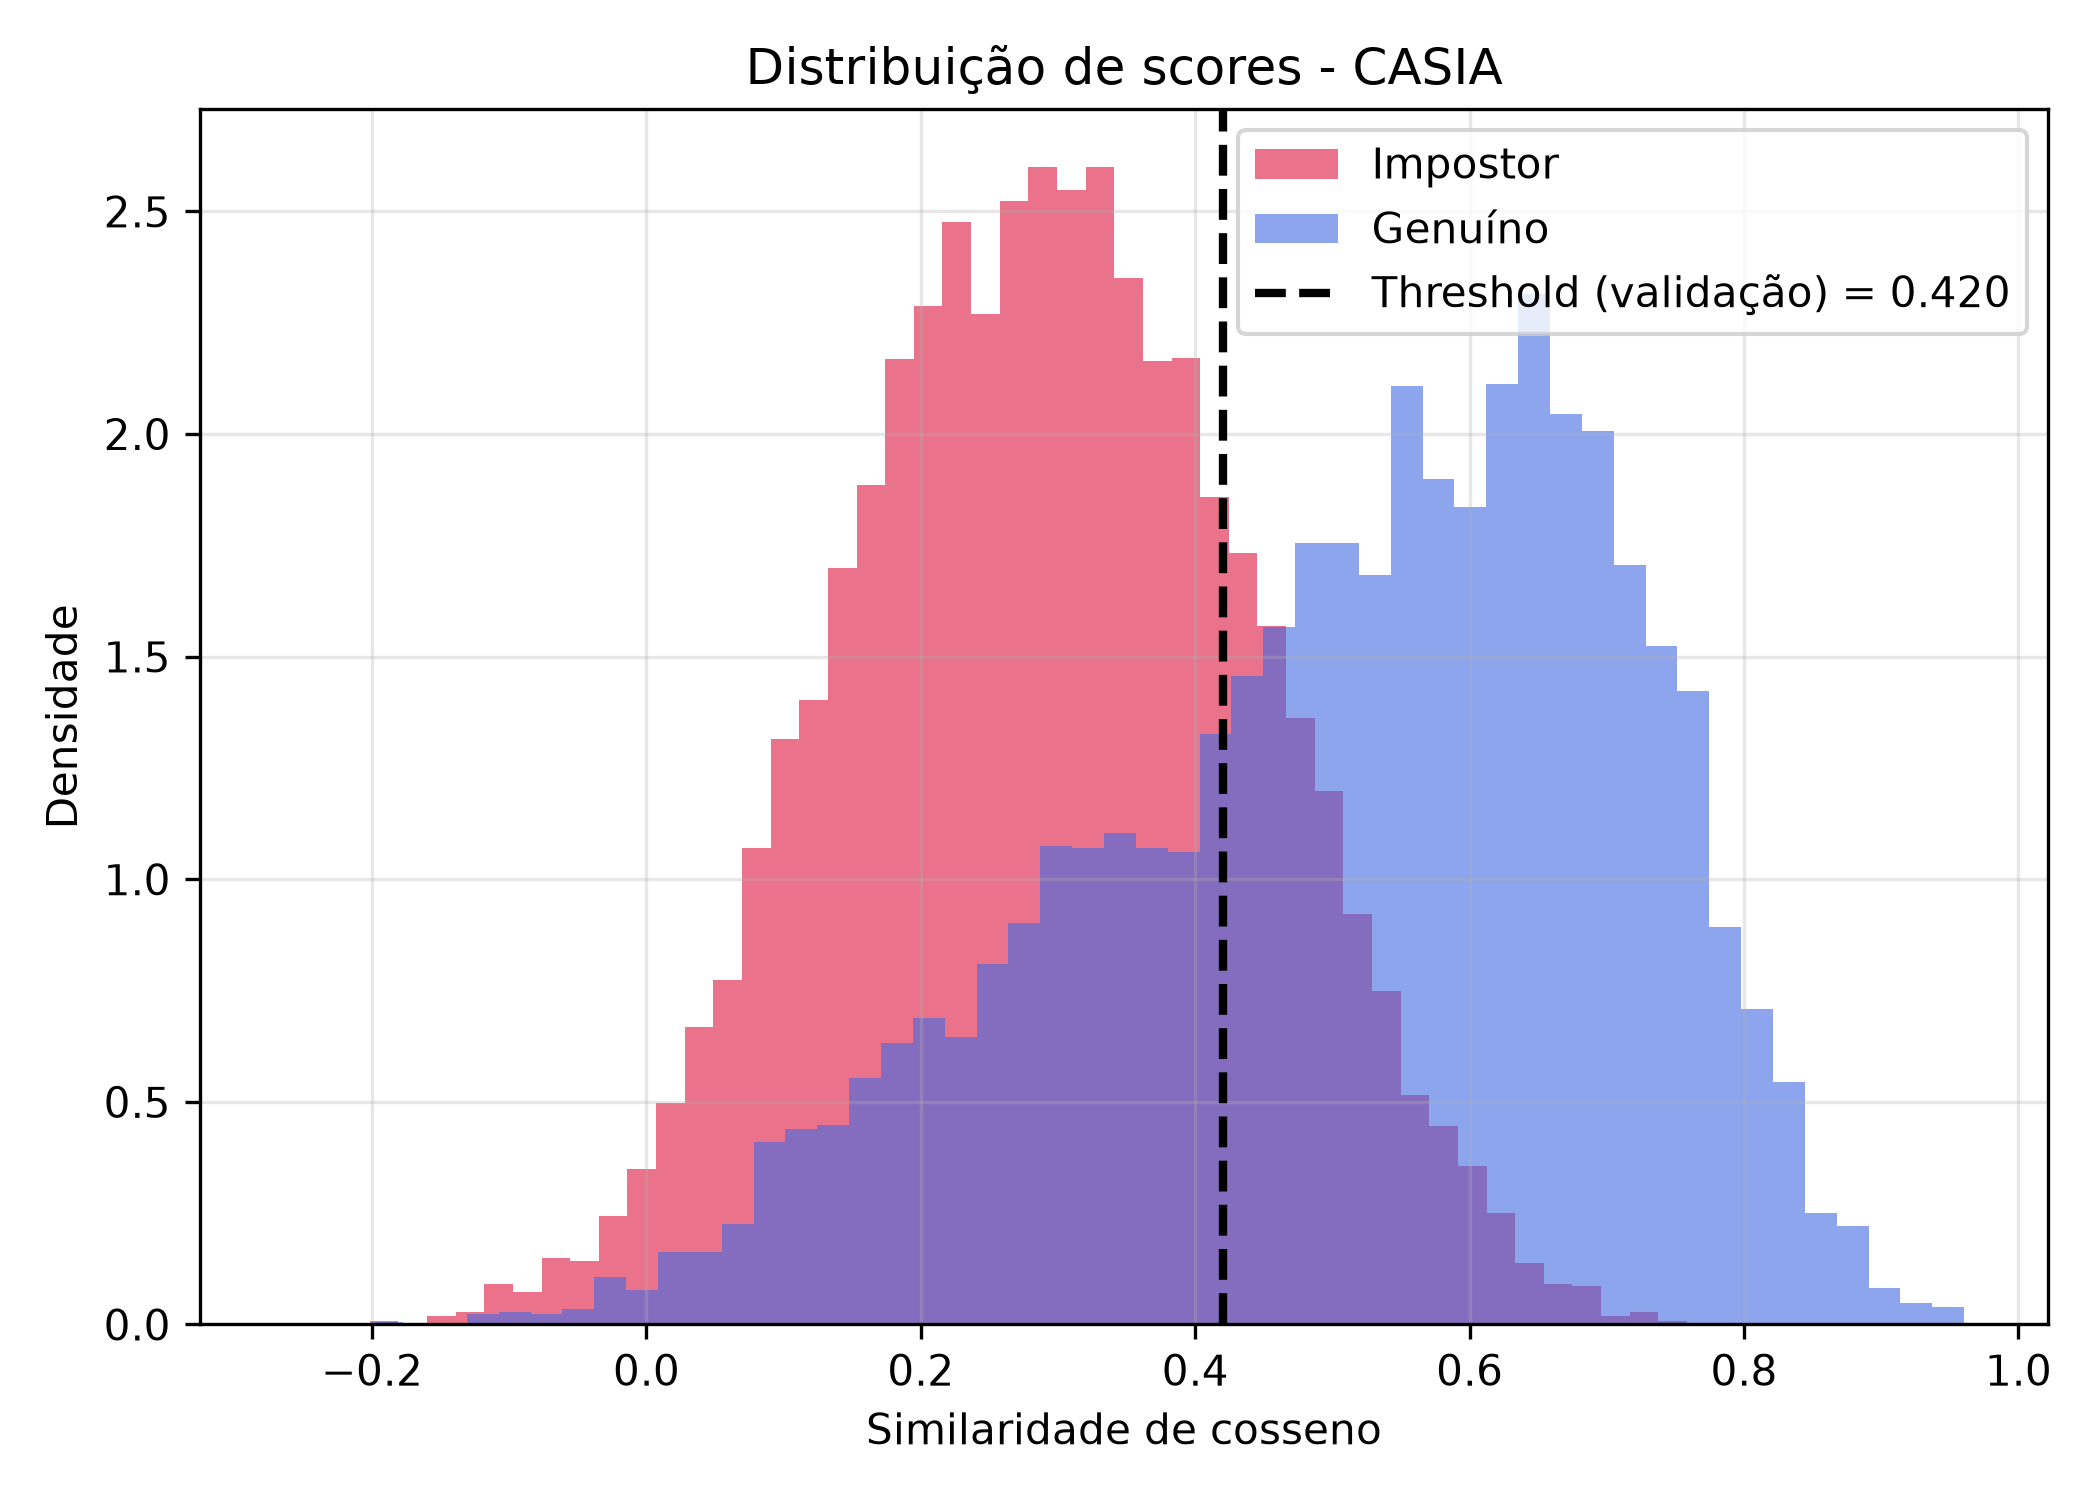 Distribuição de scores - CASIA
Impostor
Genuíno
Threshold (validação) = 0.420
Densidade
2.5
2.0
1.5
1.0
0.5
0.0
−0.2
0.0
0.2
0.4
0.6
0.8
1.0
Similaridade de cosseno